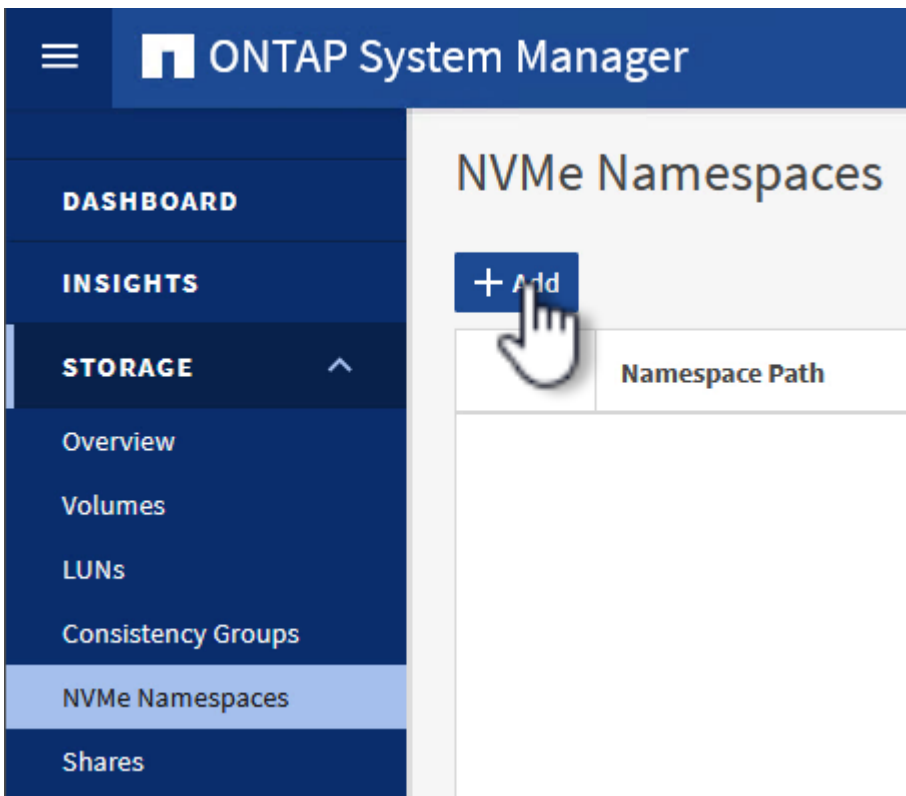 ONTAP System Manager
DASHBOARD
INSIGHTS
STORAGE
Overview
Volumes
LUNs
Consistency Groups
NVMe Namespaces
Shares
NVMe Namespaces
+ Add
Namespace Path